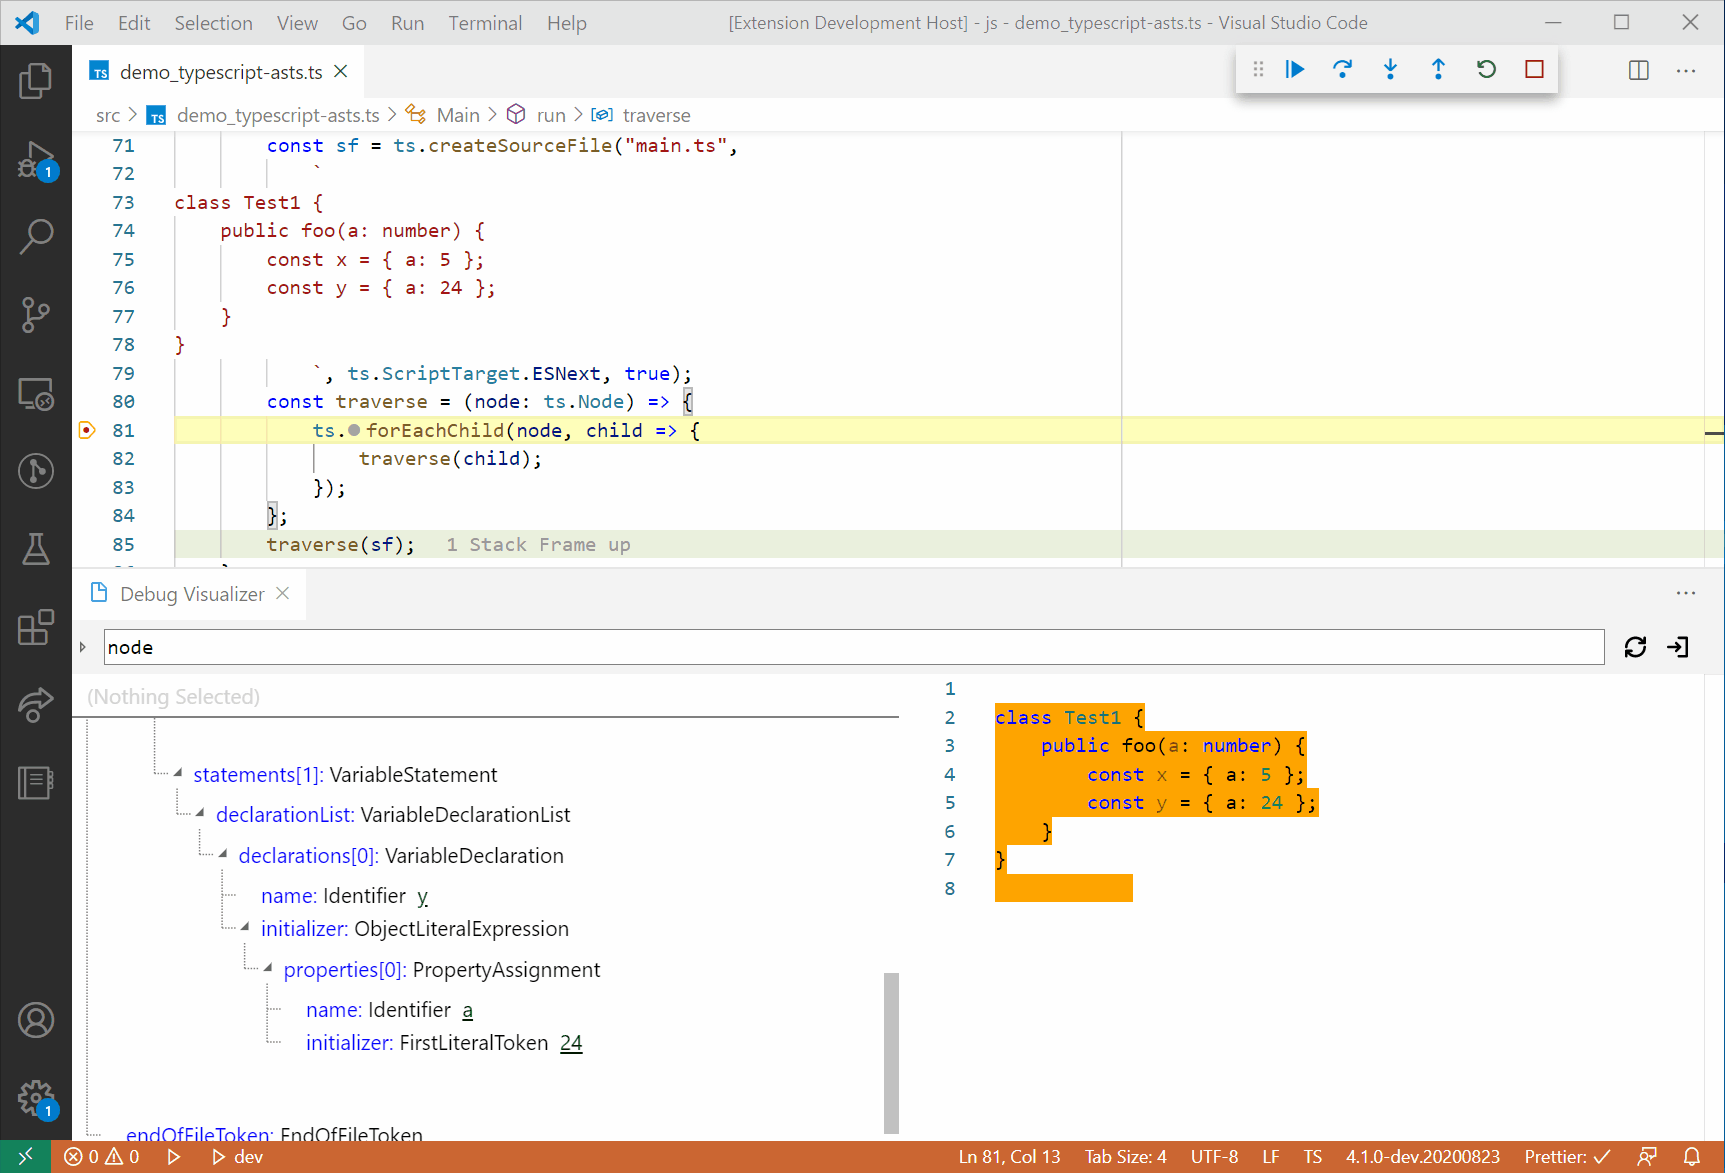 File Edit Selection View Go Run Terminal Help [Extension Development Host] - js - demo_typescript-asts.ts - Visual Studio Code
TS demo_typescript-asts.ts
src > TS demo_typescript-asts.ts > Main > run > traverse
71 const sf = ts.createSourceFile("main.ts",
72 `
73 class Test1 {
74 public foo(a: number) {
75 const x = { a: 5 };
76 const y = { a: 24 };
77 }
78 }
79 `, ts.ScriptTarget.ESNext, true);
80 const traverse = (node: ts.Node) => {
81 ts.forEachChild(node, child => {
82 traverse(child);
83 });
84 };
85 traverse(sf); 1 Stack Frame up
1
Debug Visualizer
node
(Nothing Selected)
statements[1]: VariableStatement
declarationList: VariableDeclarationList
declarations[0]: VariableDeclaration
name: Identifier y
initializer: ObjectLiteralExpression
properties[0]: PropertyAssignment
name: Identifier a
initializer: FirstLiteralToken 24
endOfFileToken: EndOfFileToken
1
2 class Test1 {
3 public foo(a: number) {
4 const x = { a: 5 };
5 const y = { a: 24 };
6 }
7 }
8
1
0 0 dev Ln 81, Col 13 Tab Size: 4 UTF-8 LF TS 4.1.0-dev.20200823 Prettier: ✓